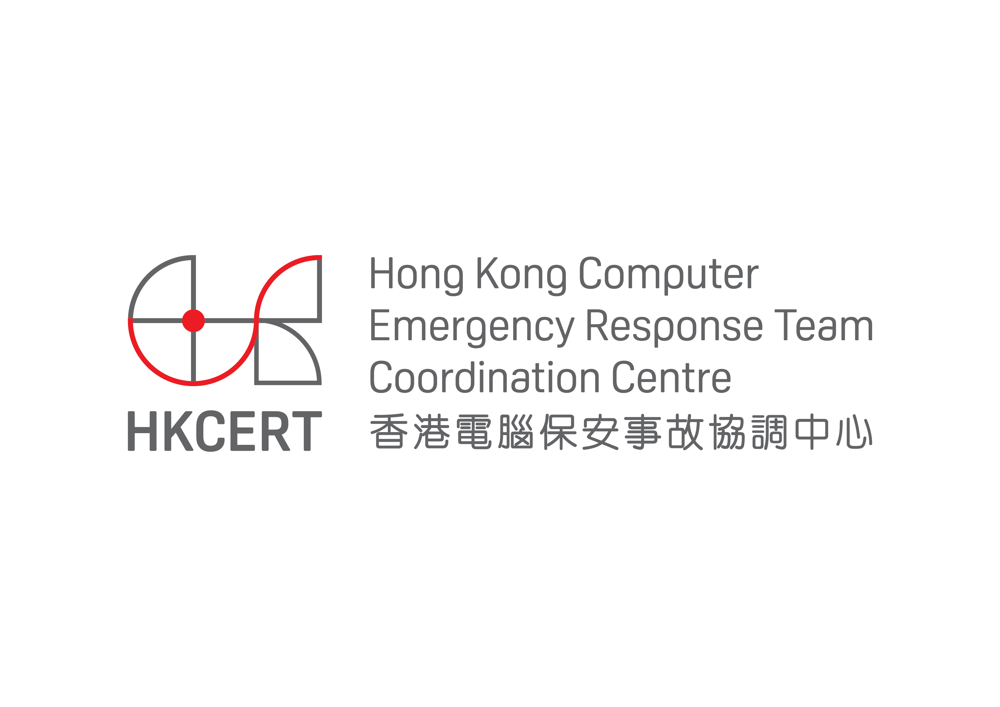 HKCERT
Hong Kong Computer
Emergency Response Team
Coordination Centre
香港電腦保安事故協調中心